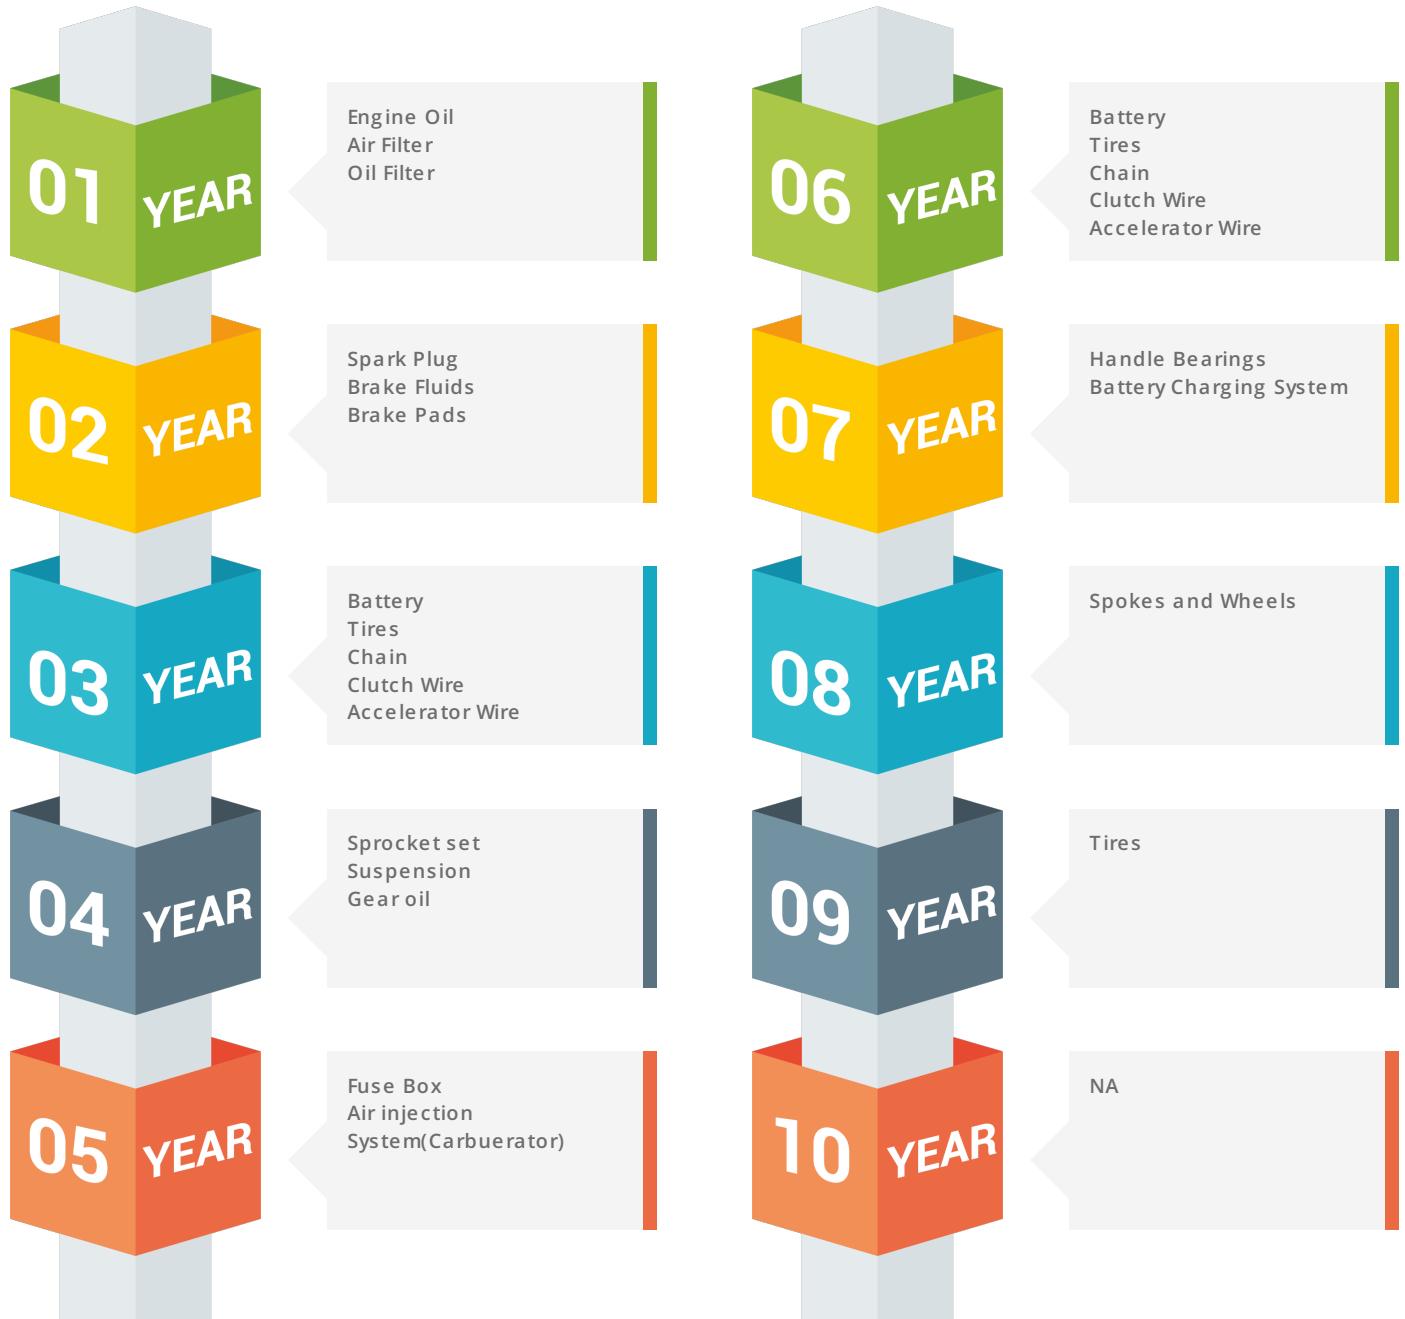 01 YEAR
Engine Oil
Air Filter
Oil Filter
02 YEAR
Spark Plug
Brake Fluids
Brake Pads
03 YEAR
Battery
Tires
Chain
Clutch Wire
Accelerator Wire
04 YEAR
Sprocket set
Suspension
Gear oil
05 YEAR
Fuse Box
Air injection
System(Carbuerator)
06 YEAR
Battery
Tires
Chain
Clutch Wire
Accelerator Wire
07 YEAR
Handle Bearings
Battery Charging System
08 YEAR
Spokes and Wheels
09 YEAR
Tires
10 YEAR
NA